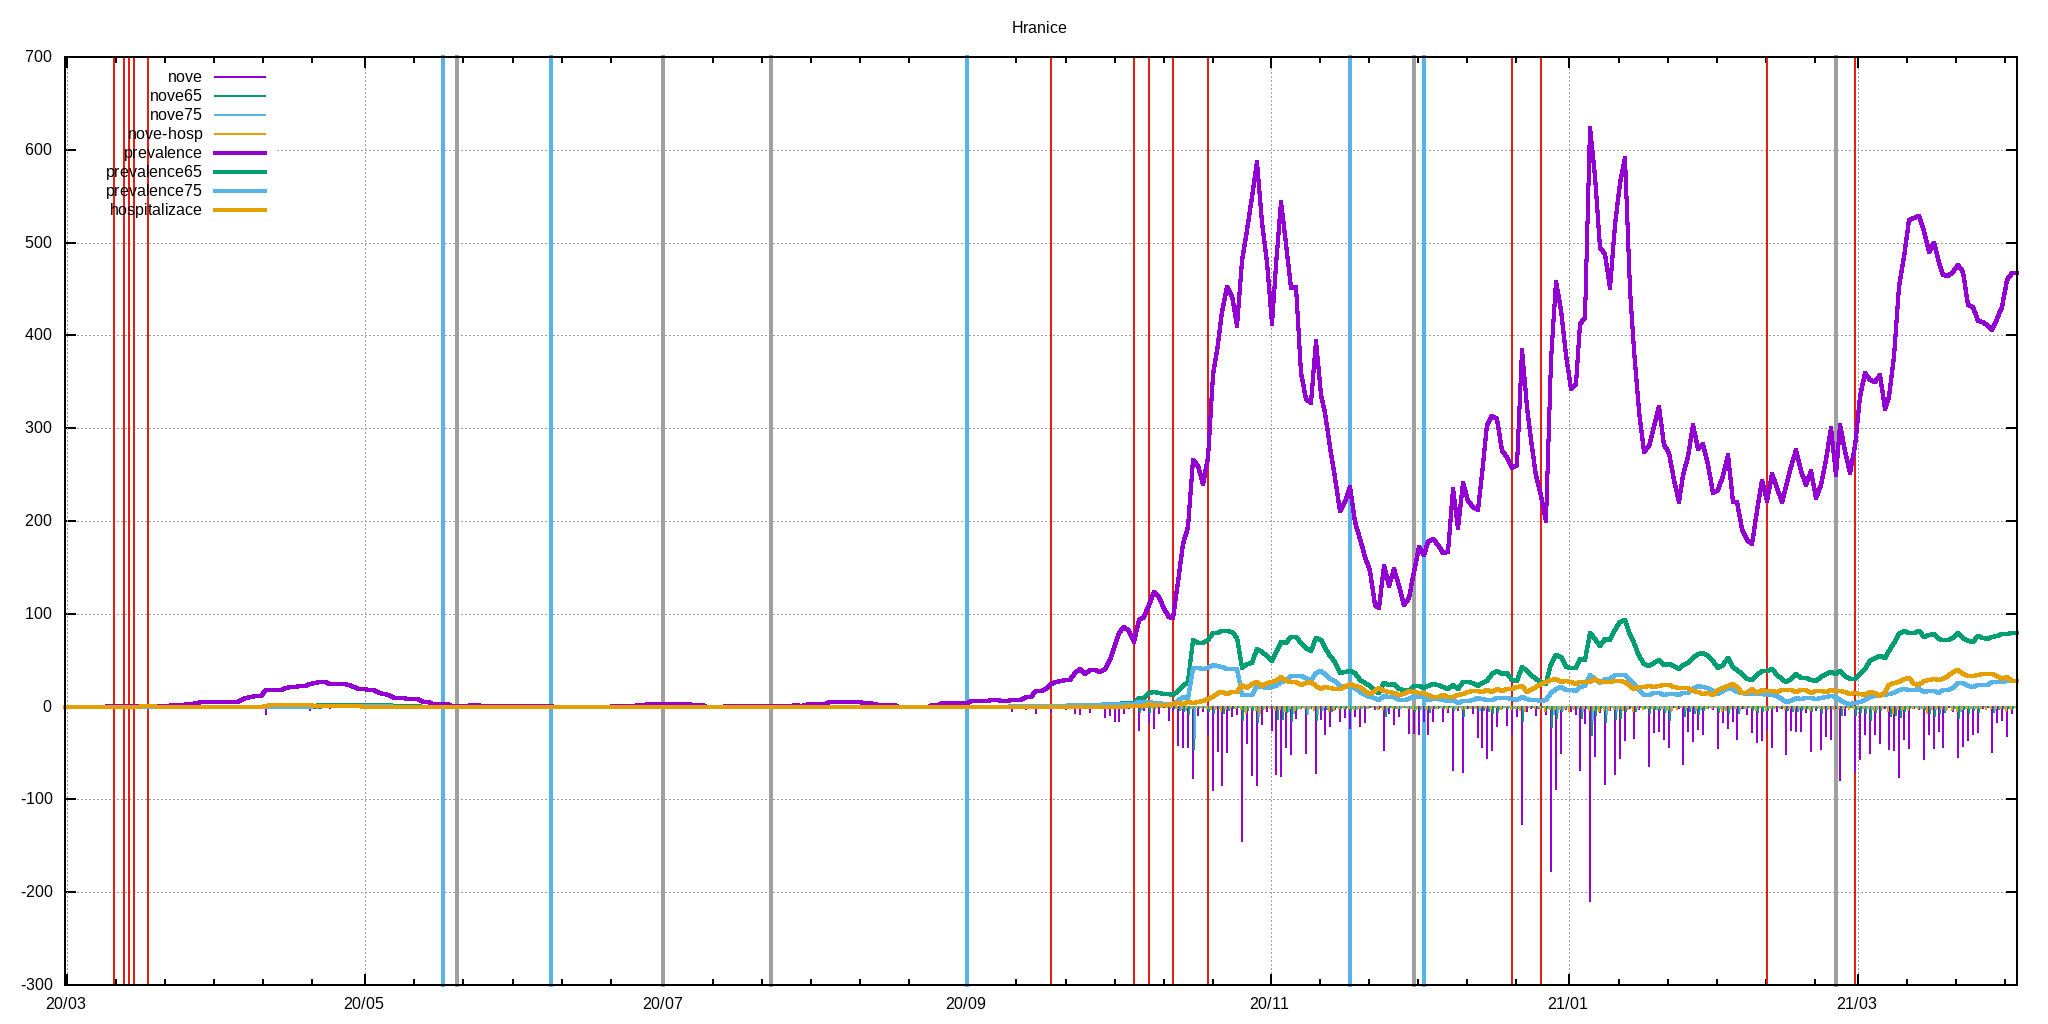 Hranice
700
600
500
400
300
200
100
0
-100
-200
-300
nove
nove65
nove75
nove-hosp
prevalence
prevalence65
prevalence75
hospitalizace
20/03
20/05
20/07
20/09
20/11
21/01
21/03